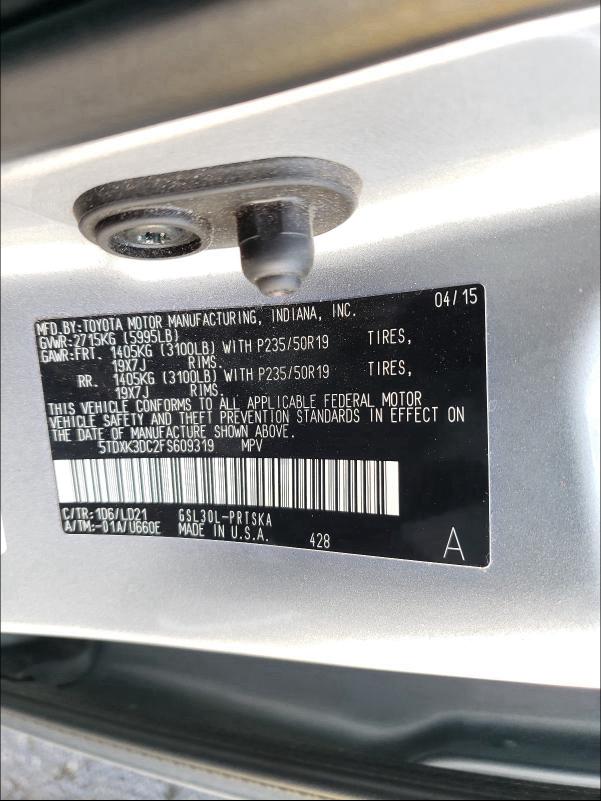 04/15
MFD.BY:TOYOTA MOTOR MANUFACTURING, INDIANA, INC.
GVWR:2715KG (5995LB)
GAWR:FRT. 1405KG (3100LB) WITH P235/50R19 TIRES,
19X7J RIMS.
RR. 1405KG (3100LB) WITH P235/50R19 TIRES,
19X7J RIMS.
THIS VEHICLE CONFORMS TO ALL APPLICABLE FEDERAL MOTOR
VEHICLE SAFETY AND THEFT PREVENTION STANDARDS IN EFFECT ON
THE DATE OF MANUFACTURE SHOWN ABOVE.
5TDXK3DC2FS609319 MPV
C/TR:1D6/LD21 GSL30L-PRTSKA
A/TM:-01A/U660E MADE IN U.S.A. 428 A